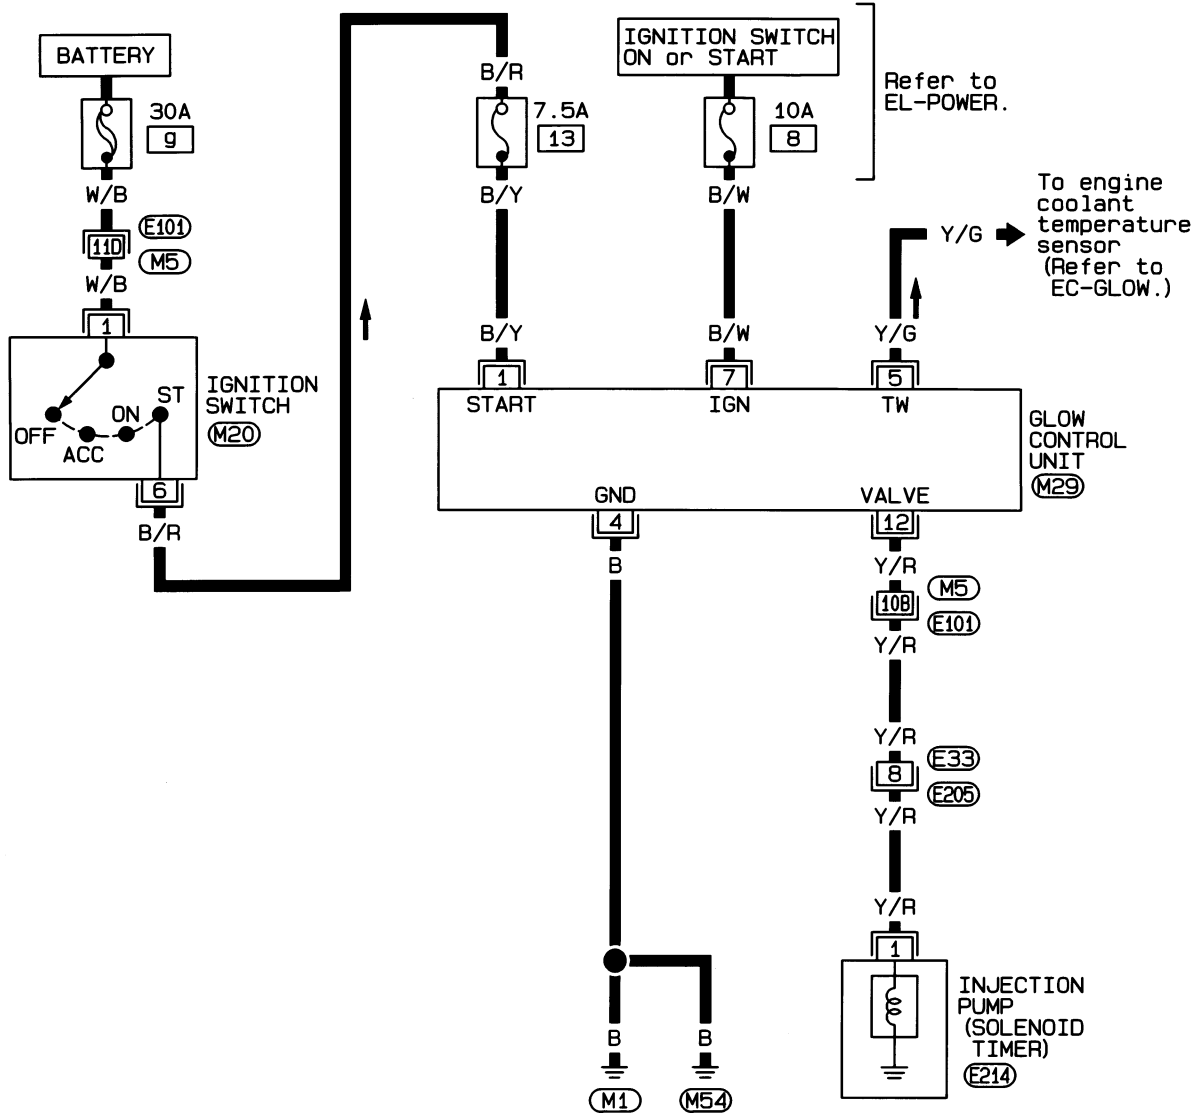 BATTERY
30A
g
W/B
E101
11D
M5
W/B
1
IGNITION
SWITCH
M20
OFF
ACC
ON
ST
6
B/R
B/R
7.5A
13
B/Y
B/Y
1
START
IGNITION SWITCH
ON or START
10A
8
B/W
B/W
7
IGN
Refer to
EL-POWER.
To engine
coolant
temperature
sensor
(Refer to
EC-GLOW.)
Y/G
Y/G
5
TW
GLOW
CONTROL
UNIT
M29
GND
4
B
VALVE
12
Y/R
M5
10B
E101
Y/R
Y/R
E33
8
E205
Y/R
Y/R
1
INJECTION
PUMP
(SOLENOID
TIMER)
E214
B
B
M1
M54